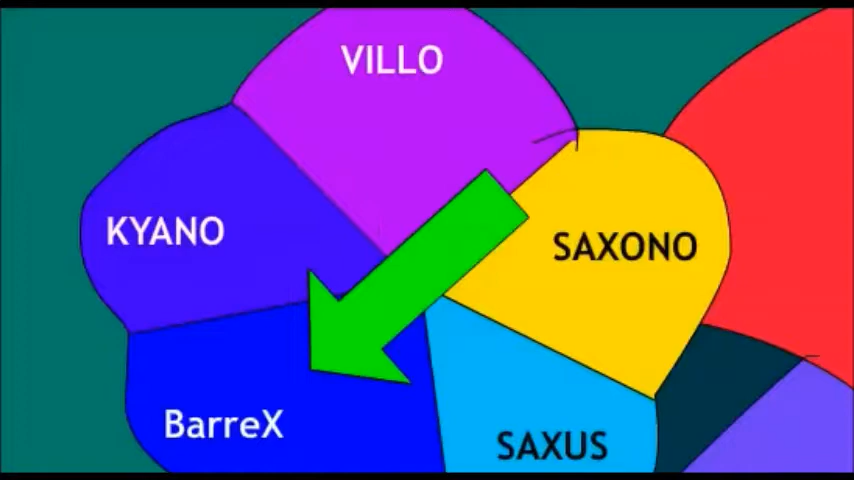 VILLO
KYANO
SAXONO
BarreX
SAXUS